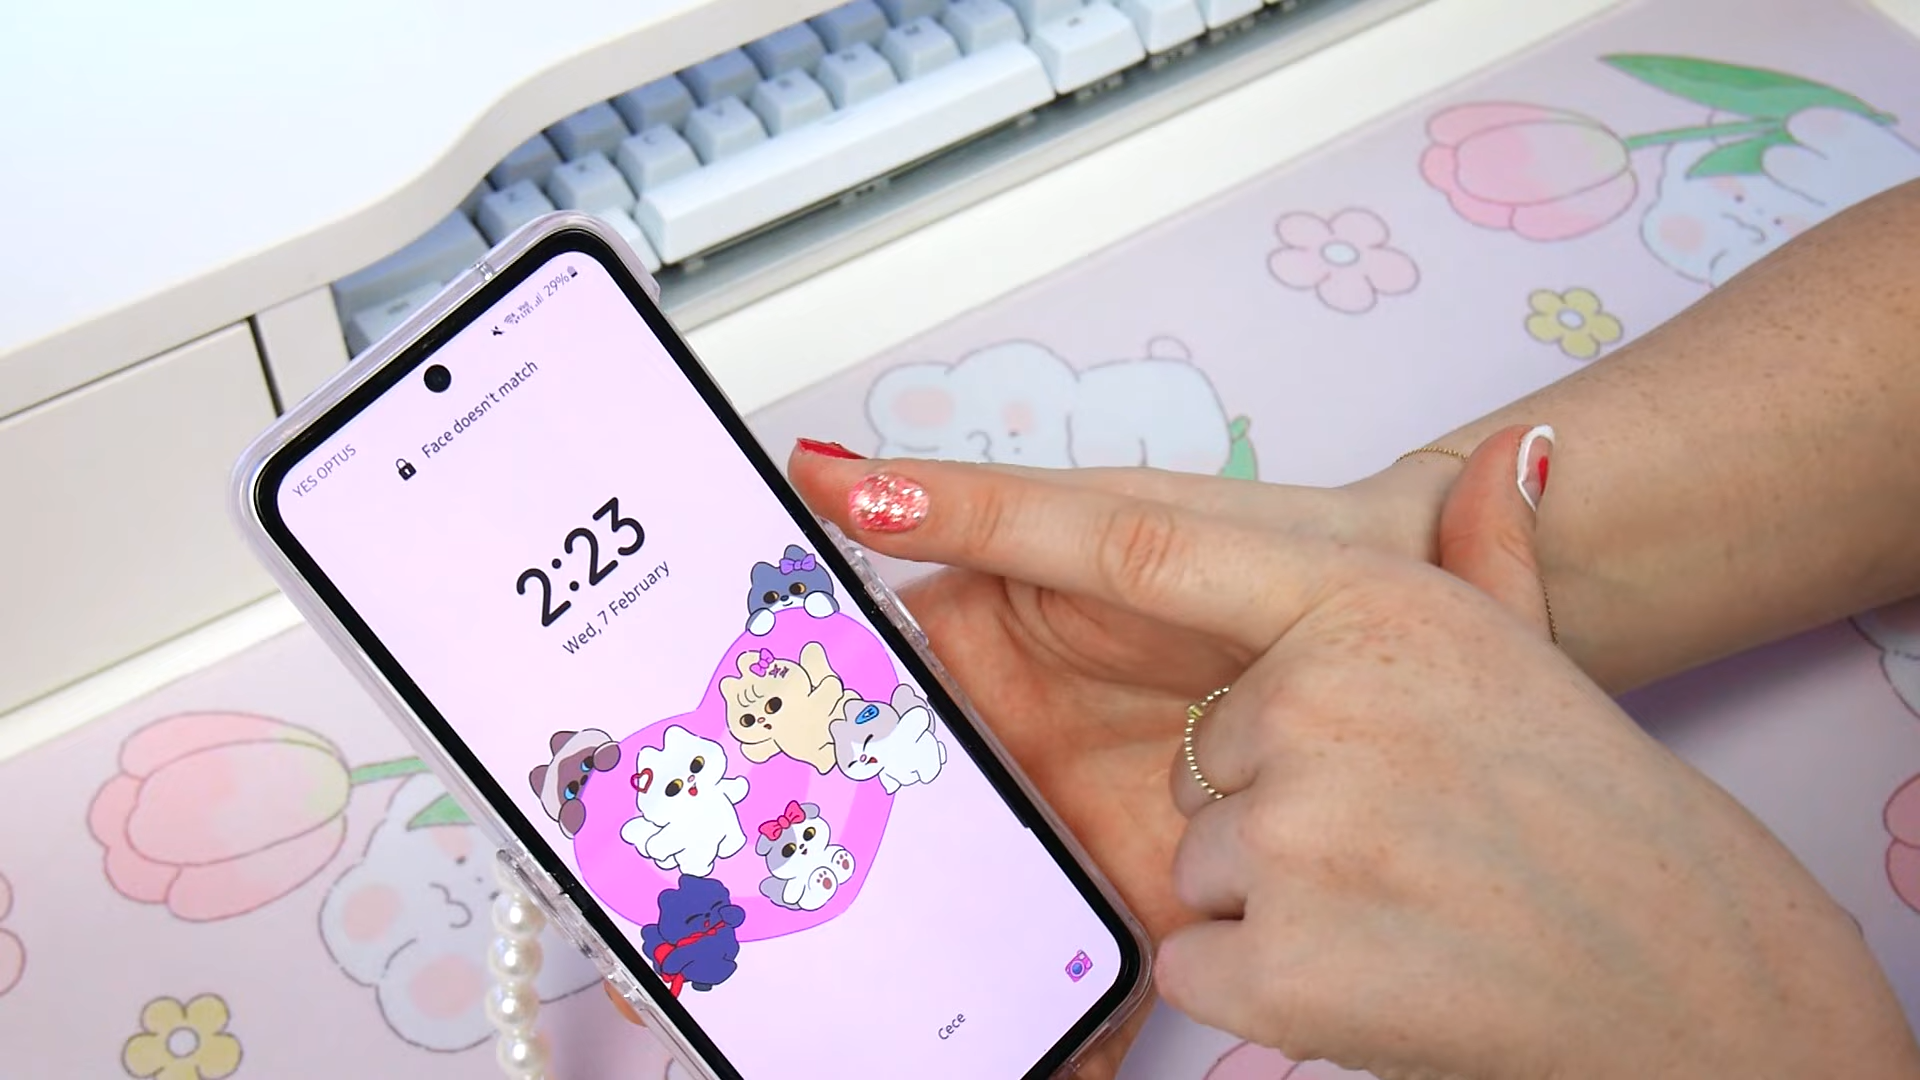 29%
YES OPTUS
Face doesn't match
2:23
Wed, 7 February
Cece